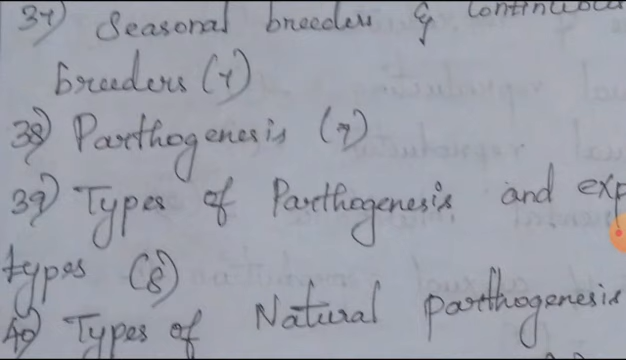 37) Seasonal breeders & continuous
breeders (7)
38) Parthogenesis (7)
39) Types of Parthogenesis and exp
types (8)
40) Types of Natural parthogenesis